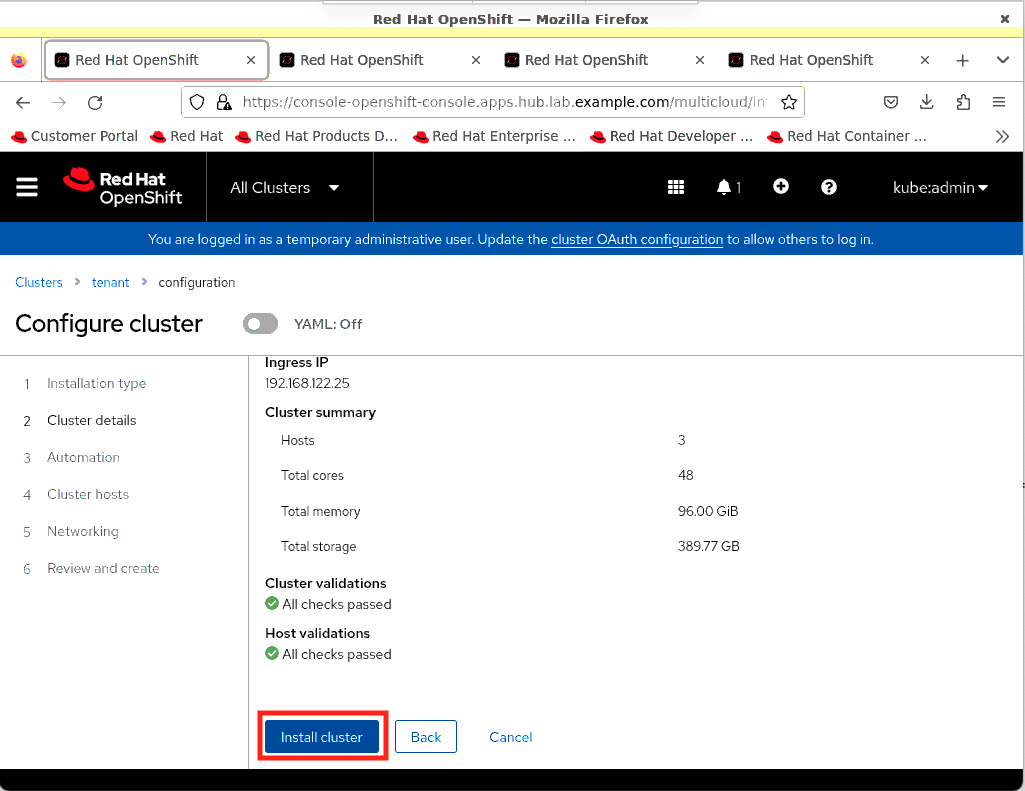 Red Hat OpenShift — Mozilla Firefox
Red Hat OpenShift
Red Hat OpenShift
Red Hat OpenShift
Red Hat OpenShift
https://console-openshift-console.apps.hub.lab.example.com/multicloud/in
Customer Portal
Red Hat
Red Hat Products D…
Red Hat Enterprise …
Red Hat Developer …
Red Hat Container …
Red Hat
OpenShift
All Clusters
1
kube:admin
You are logged in as a temporary administrative user. Update the cluster OAuth configuration to allow others to log in.
Clusters > tenant > configuration
Configure cluster
YAML: Off
1 Installation type
2 Cluster details
3 Automation
4 Cluster hosts
5 Networking
6 Review and create
Ingress IP
192.168.122.25
Cluster summary
Hosts 3
Total cores 48
Total memory 96.00 GiB
Total storage 389.77 GB
Cluster validations
All checks passed
Host validations
All checks passed
Install cluster
Back
Cancel